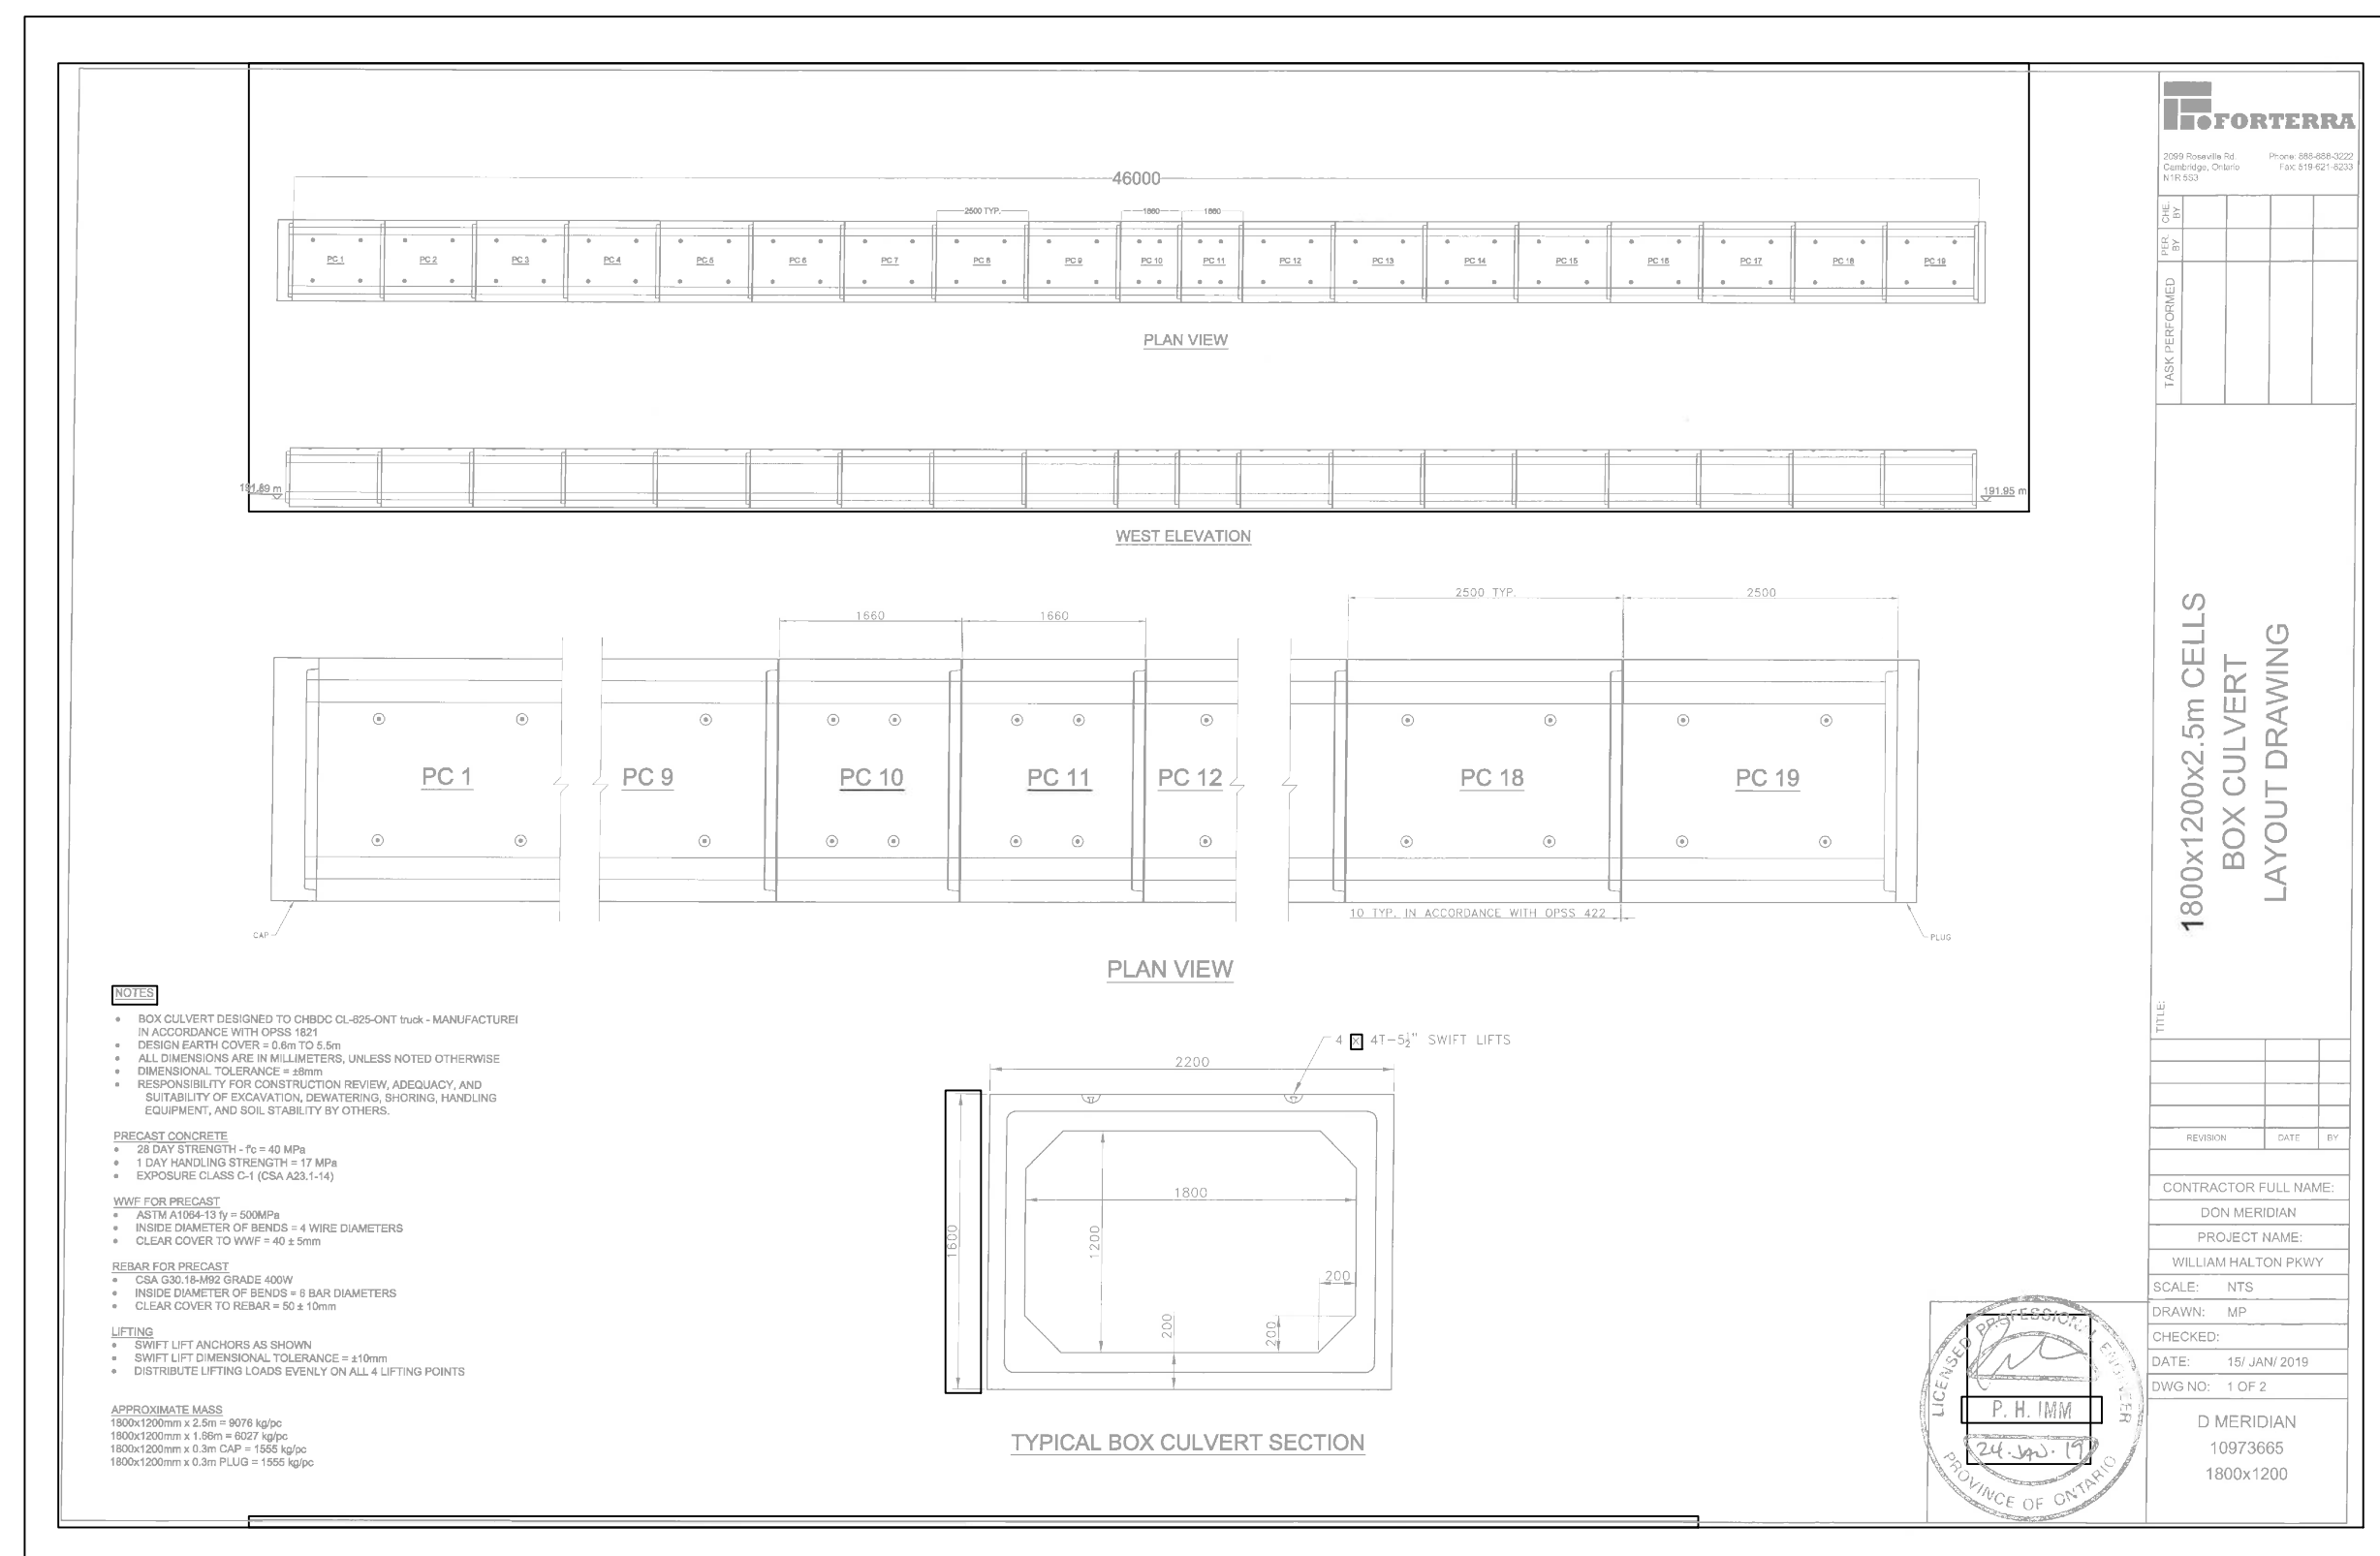 FORTERRA
2099 Roseville Rd. Phone: 888-888-3222
Cambridge, Ontario Fax: 519-621-8233
N1R 5S3
CHE. BY
PER. BY
TASK PERFORMED
46000
2500 TYP.
1660 1660
PC 1 PC 2 PC 3 PC 4 PC 5 PC 6 PC 7 PC 8 PC 9 PC 10 PC 11 PC 12 PC 13 PC 14 PC 15 PC 16 PC 17 PC 18 PC 19
PLAN VIEW
191.89 m
191.95 m
WEST ELEVATION
1660 1660 2500 TYP. 2500
PC 1 PC 9 PC 10 PC 11 PC 12 PC 18 PC 19
10 TYP. IN ACCORDANCE WITH OPSS 422
CAP
PLUG
PLAN VIEW
NOTES
• BOX CULVERT DESIGNED TO CHBDC CL-625-ONT truck - MANUFACTUREI
IN ACCORDANCE WITH OPSS 1821
• DESIGN EARTH COVER = 0.6m TO 5.5m
• ALL DIMENSIONS ARE IN MILLIMETERS, UNLESS NOTED OTHERWISE
• DIMENSIONAL TOLERANCE = ±8mm
• RESPONSIBILITY FOR CONSTRUCTION REVIEW, ADEQUACY, AND
SUITABILITY OF EXCAVATION, DEWATERING, SHORING, HANDLING
EQUIPMENT, AND SOIL STABILITY BY OTHERS.
PRECAST CONCRETE
• 28 DAY STRENGTH - f'c = 40 MPa
• 1 DAY HANDLING STRENGTH = 17 MPa
• EXPOSURE CLASS C-1 (CSA A23.1-14)
WWF FOR PRECAST
• ASTM A1064-13 fy = 500MPa
• INSIDE DIAMETER OF BENDS = 4 WIRE DIAMETERS
• CLEAR COVER TO WWF = 40 ± 5mm
REBAR FOR PRECAST
• CSA G30.18-M92 GRADE 400W
• INSIDE DIAMETER OF BENDS = 6 BAR DIAMETERS
• CLEAR COVER TO REBAR = 50 ± 10mm
LIFTING
• SWIFT LIFT ANCHORS AS SHOWN
• SWIFT LIFT DIMENSIONAL TOLERANCE = ±10mm
• DISTRIBUTE LIFTING LOADS EVENLY ON ALL 4 LIFTING POINTS
APPROXIMATE MASS
1800x1200mm x 2.5m = 9076 kg/pc
1800x1200mm x 1.66m = 6027 kg/pc
1800x1200mm x 0.3m CAP = 1555 kg/pc
1800x1200mm x 0.3m PLUG = 1555 kg/pc
4 x 4T-5½" SWIFT LIFTS
2200
1600
1800
1200
200
200
200
TYPICAL BOX CULVERT SECTION
LICENSED PROFESSIONAL ENGINEER
P. H. IMM
24. JAN. 19
PROVINCE OF ONTARIO
TITLE:
1800x1200x2.5m CELLS
BOX CULVERT
LAYOUT DRAWING
REVISION DATE BY
CONTRACTOR FULL NAME:
DON MERIDIAN
PROJECT NAME:
WILLIAM HALTON PKWY
SCALE: NTS
DRAWN: MP
CHECKED:
DATE: 15/ JAN/ 2019
DWG NO: 1 OF 2
D MERIDIAN
10973665
1800x1200